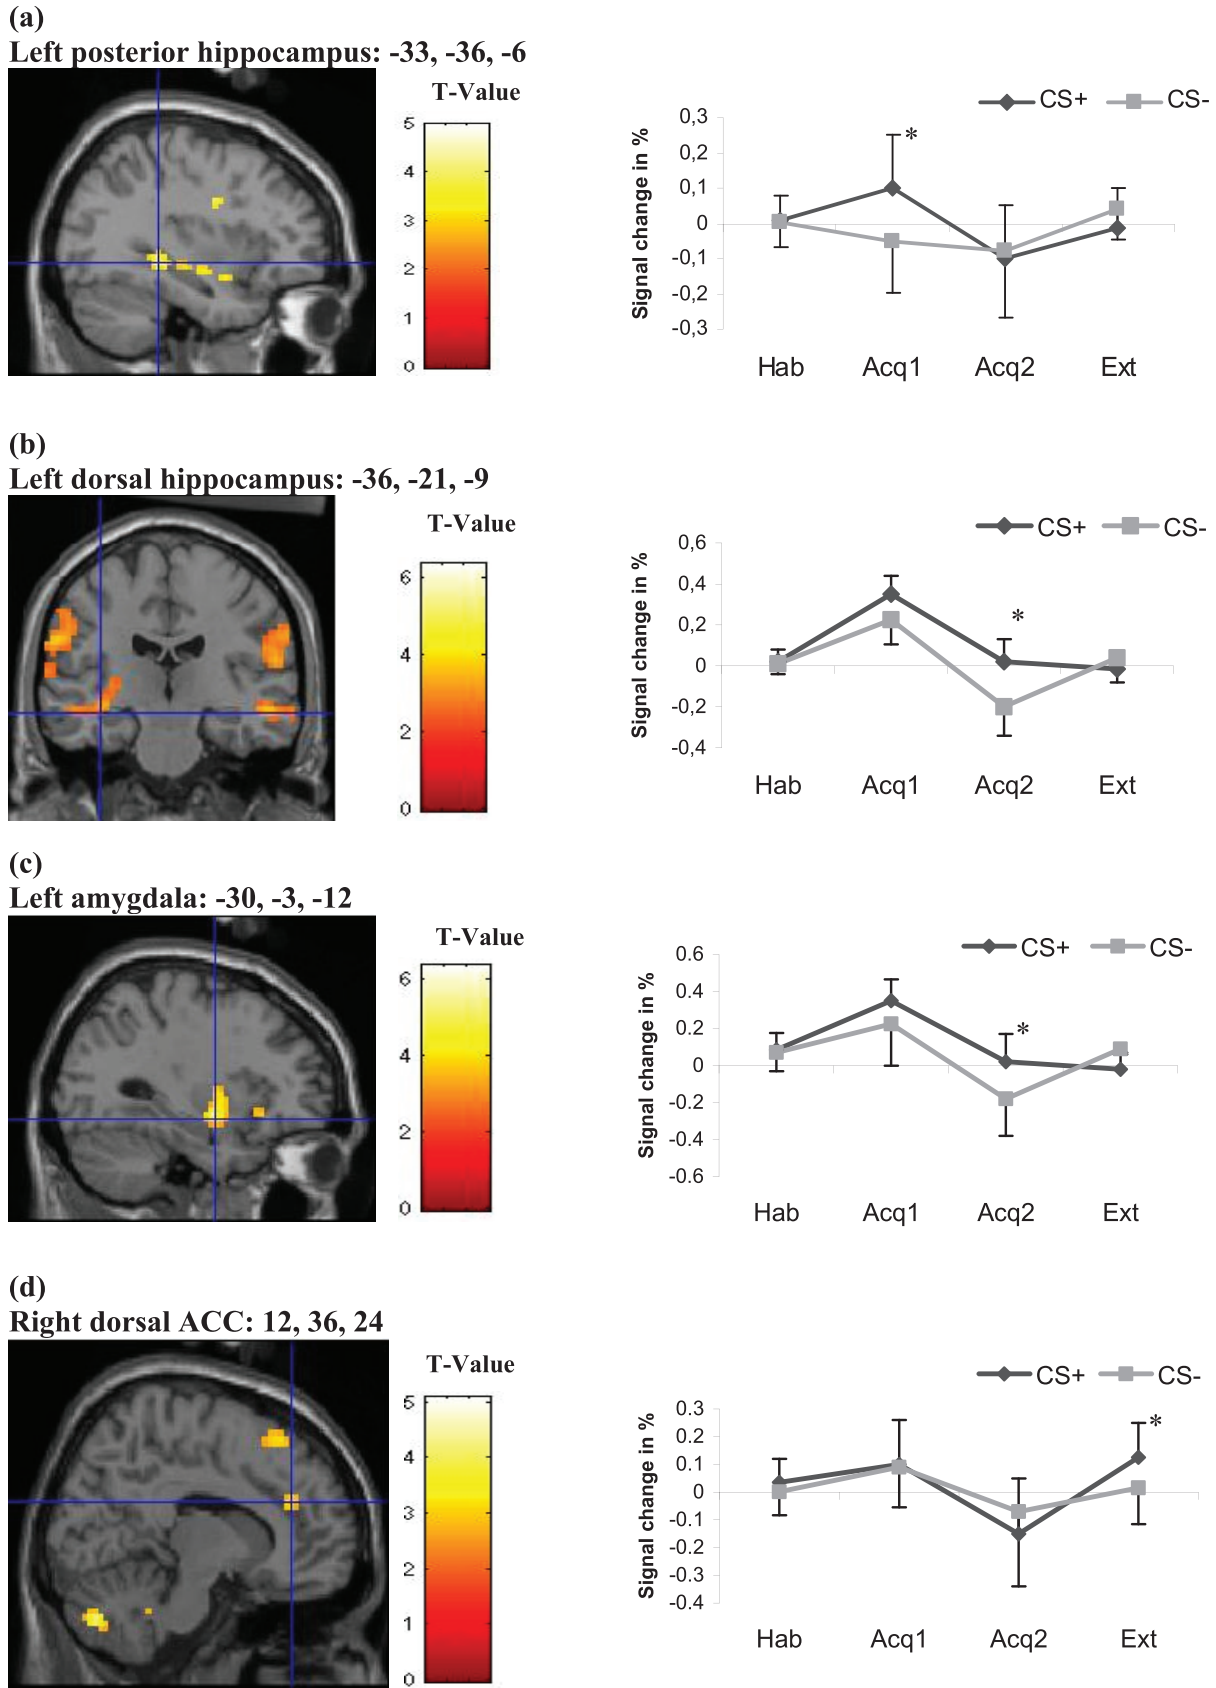 (a)
Left posterior hippocampus: -33, -36, -6
T-Value
5
4
3
2
1
0
CS+ CS-
Signal change in %
0,3
0,2
0,1
0
-0,1
-0,2
-0,3
*
Hab Acq1 Acq2 Ext
(b)
Left dorsal hippocampus: -36, -21, -9
T-Value
6
4
2
0
CS+ CS-
Signal change in %
0,6
0,4
0,2
0
-0,2
-0,4
*
Hab Acq1 Acq2 Ext
(c)
Left amygdala: -30, -3, -12
T-Value
6
4
2
0
CS+ CS-
Signal change in %
0.6
0.4
0.2
0
-0.2
-0.4
-0.6
*
Hab Acq1 Acq2 Ext
(d)
Right dorsal ACC: 12, 36, 24
T-Value
5
4
3
2
1
0
CS+ CS-
Signal change in %
0.3
0.2
0.1
0
-0.1
-0.2
-0.3
-0.4
*
Hab Acq1 Acq2 Ext